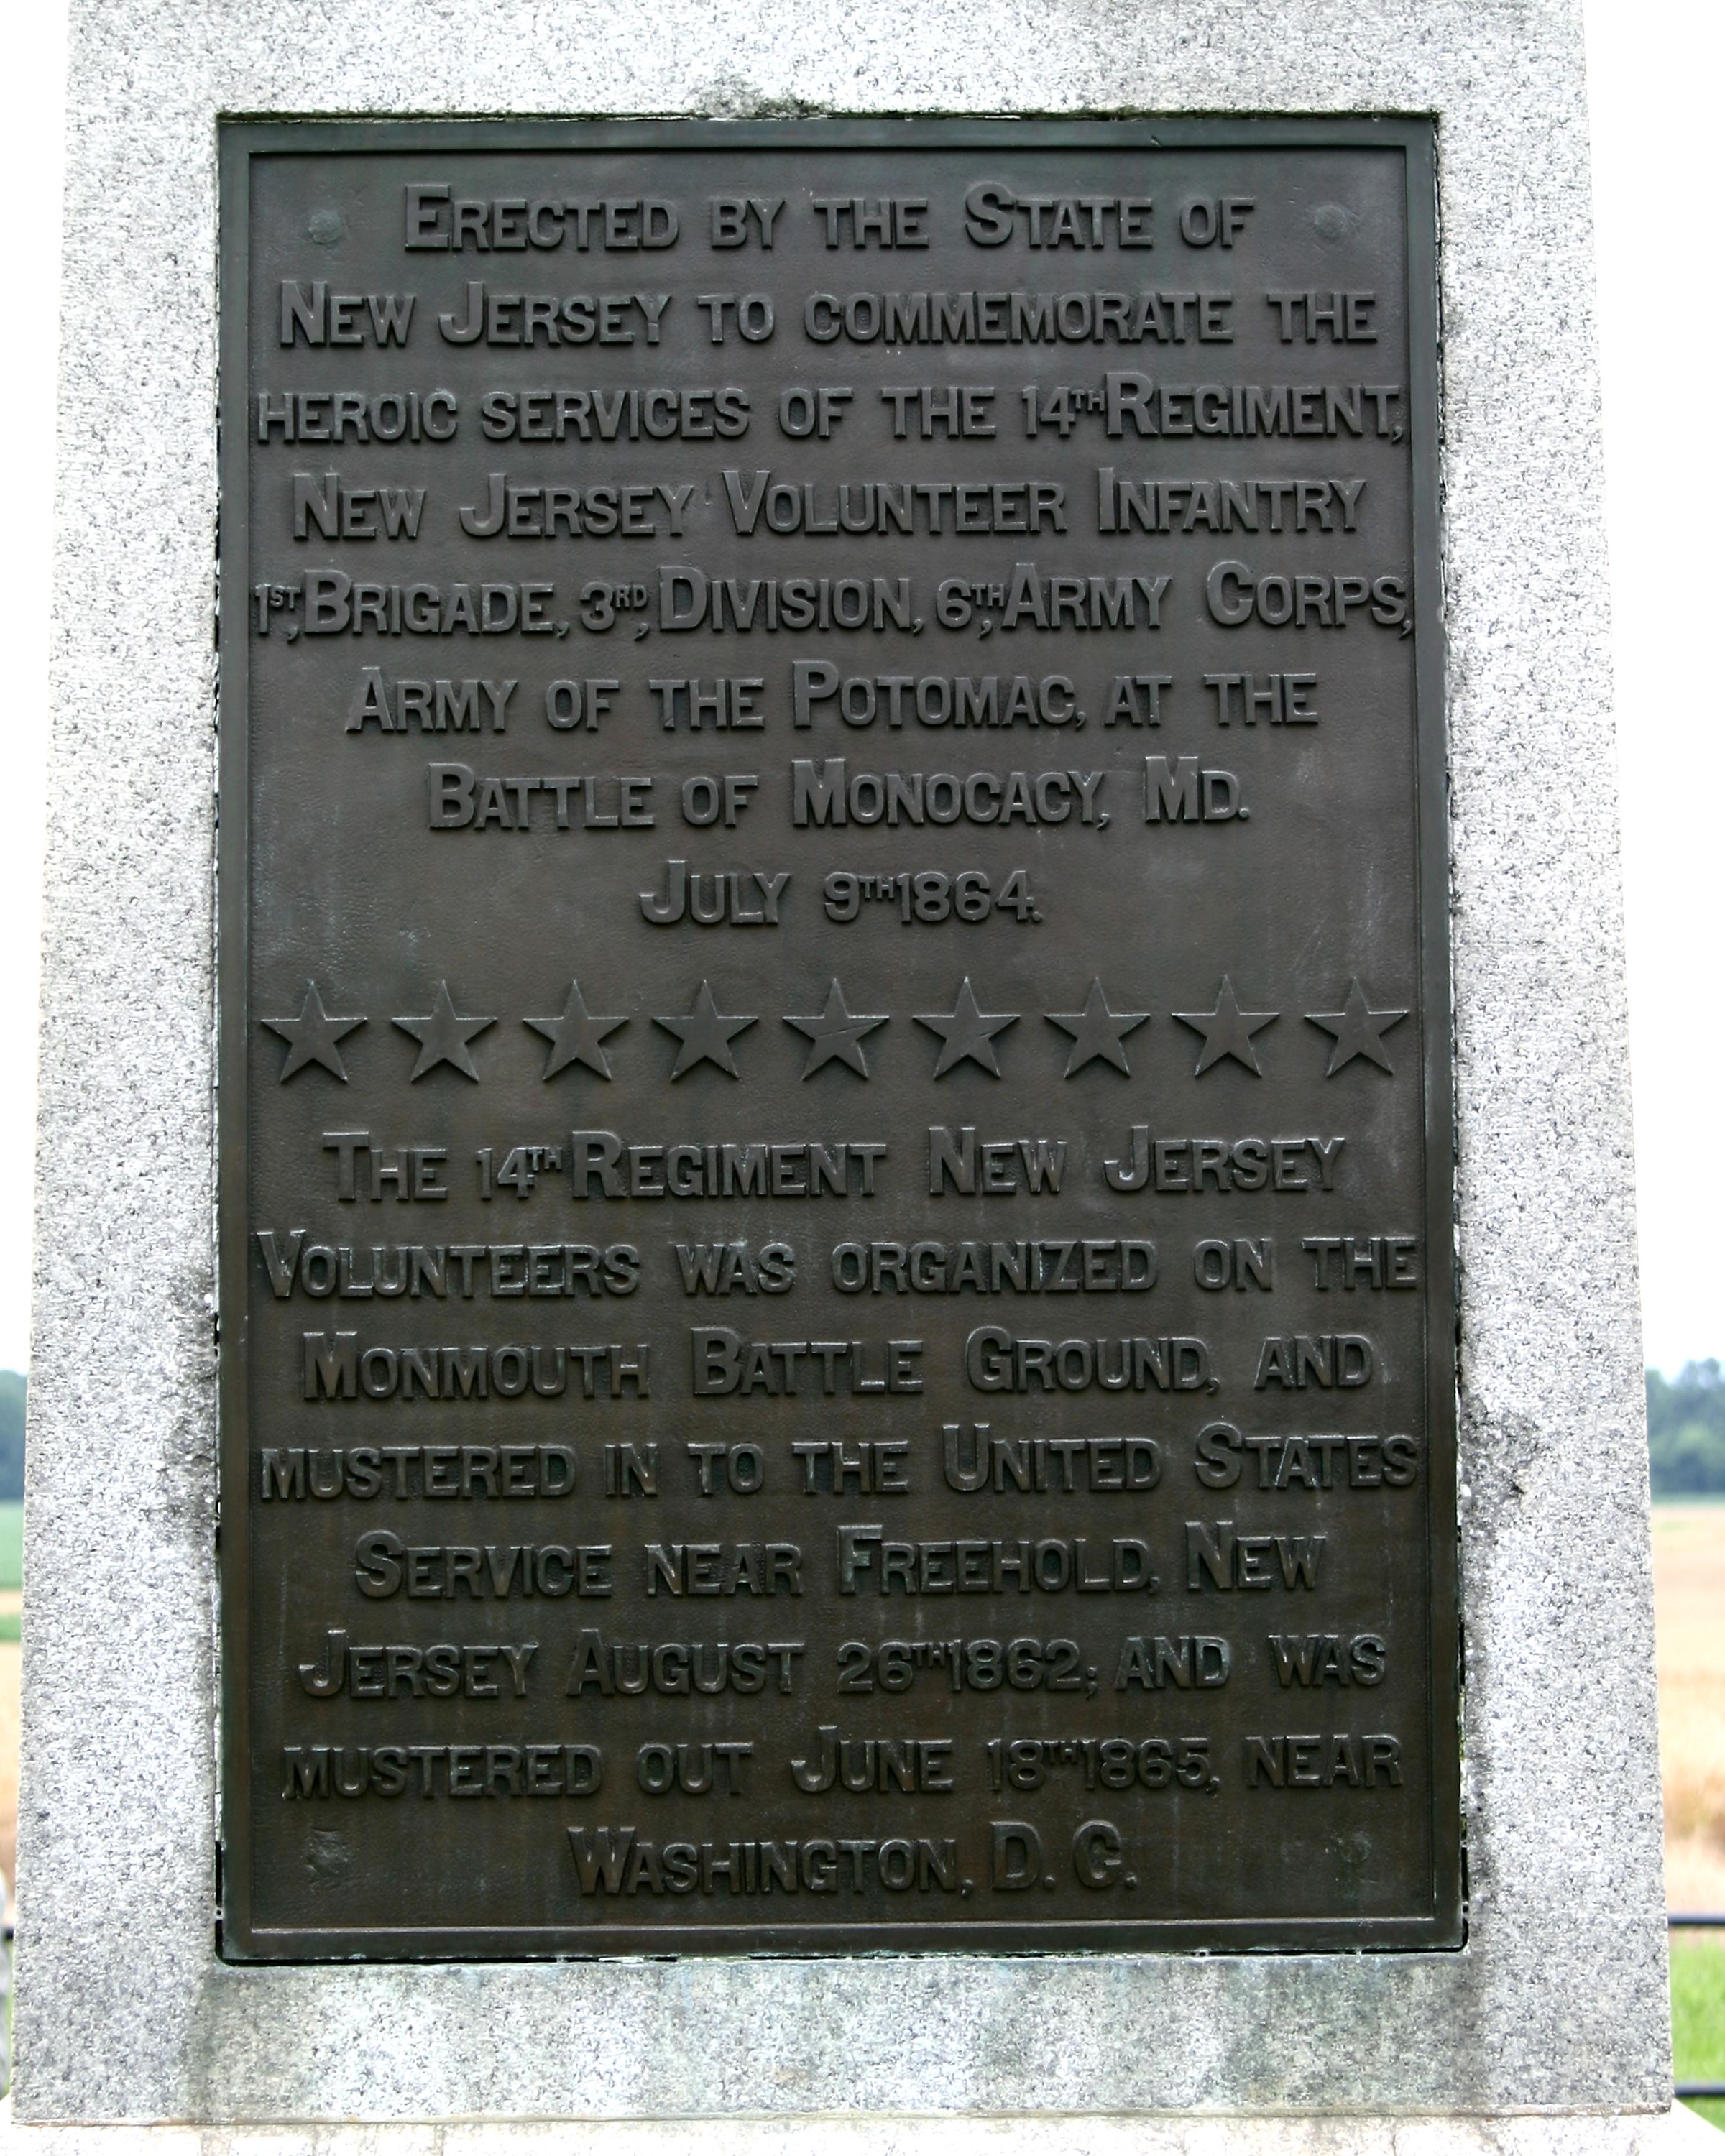 Erected by the State of
New Jersey to commemorate the
heroic services of the 14th Regiment,
New Jersey Volunteer Infantry
1st, Brigade, 3rd, Division, 6th, Army Corps,
Army of the Potomac, at the
Battle of Monocacy, Md.
July 9th 1864.
The 14th Regiment New Jersey
Volunteers was organized on the
Monmouth Battle Ground, and
mustered in to the United States
Service near Freehold, New
Jersey August 26th 1862; and was
mustered out June 18th 1865, near
Washington, D. C.